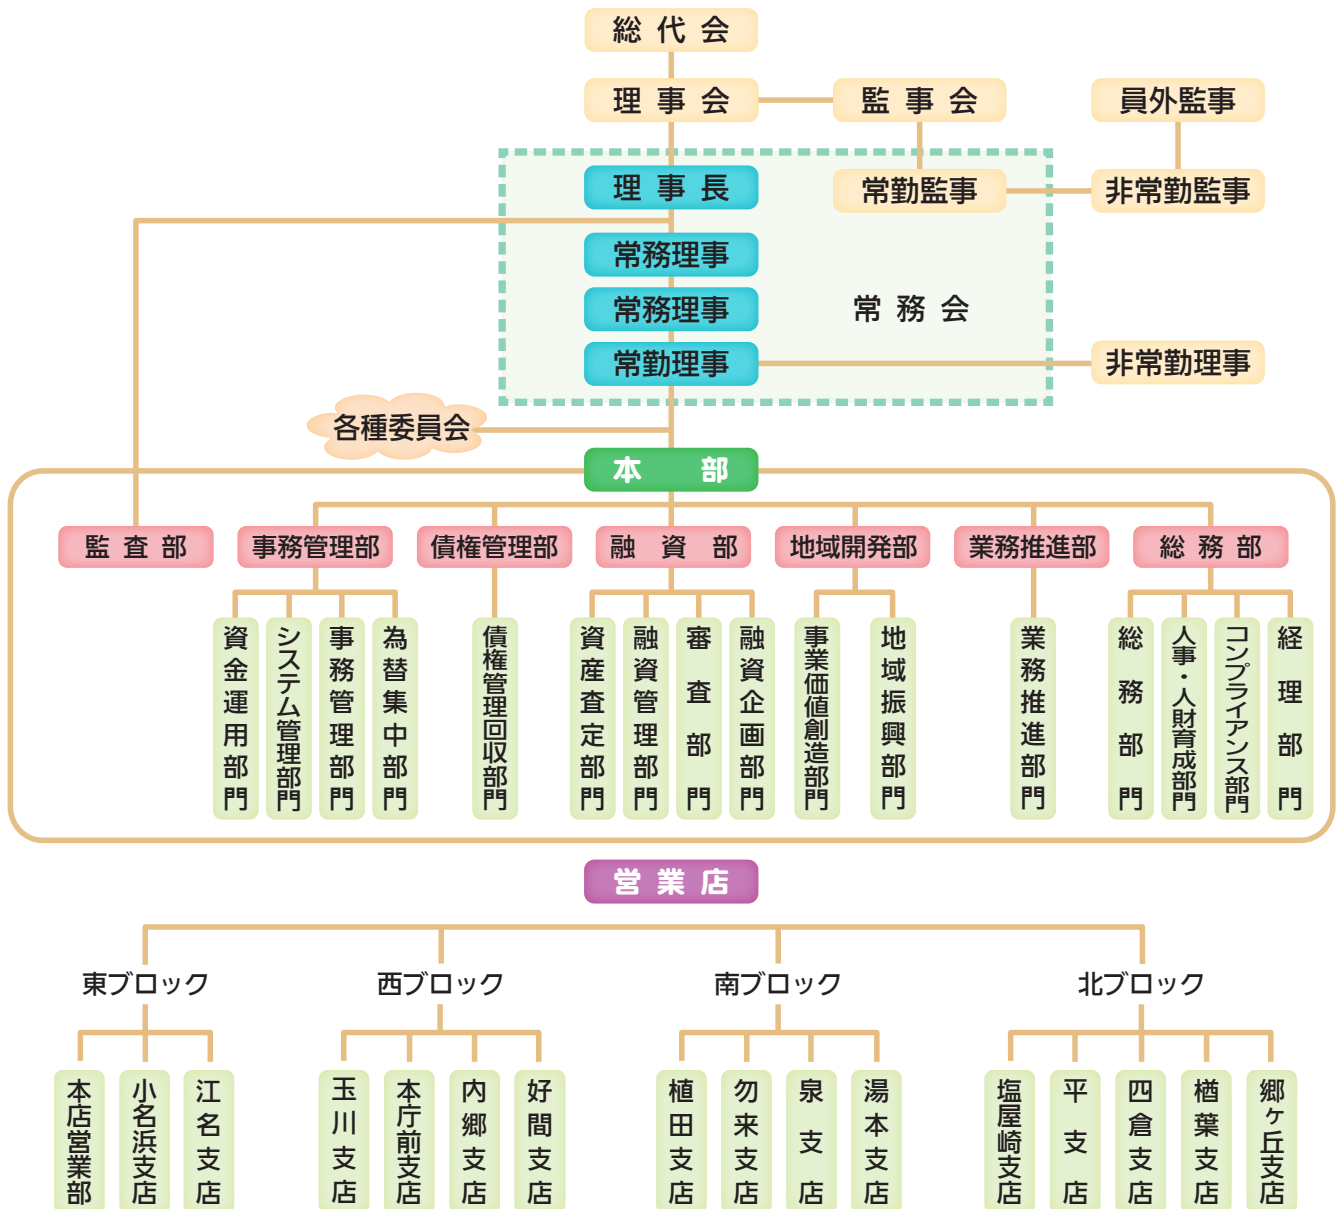 総代会
理事会
監事会
員外監事
理事長
常勤監事
非常勤監事
常務理事
常務理事
常務会
常勤理事
非常勤理事
各種委員会
本部
監査部
事務管理部
債権管理部
融資部
地域開発部
業務推進部
総務部
資金運用部門
システム管理部門
事務管理部門
為替集中部門
債権管理回収部門
資産査定部門
融資管理部門
審査部門
融資企画部門
事業価値創造部門
地域振興部門
業務推進部門
総務部門
人事・人財育成部門
コンプライアンス部門
経理部門
営業店
東ブロック
西ブロック
南ブロック
北ブロック
本店営業部
小名浜支店
江名支店
玉川支店
本庁前支店
内郷支店
好間支店
植田支店
勿来支店
泉支店
湯本支店
塩屋崎支店
平支店
四倉支店
楢葉支店
郷ヶ丘支店